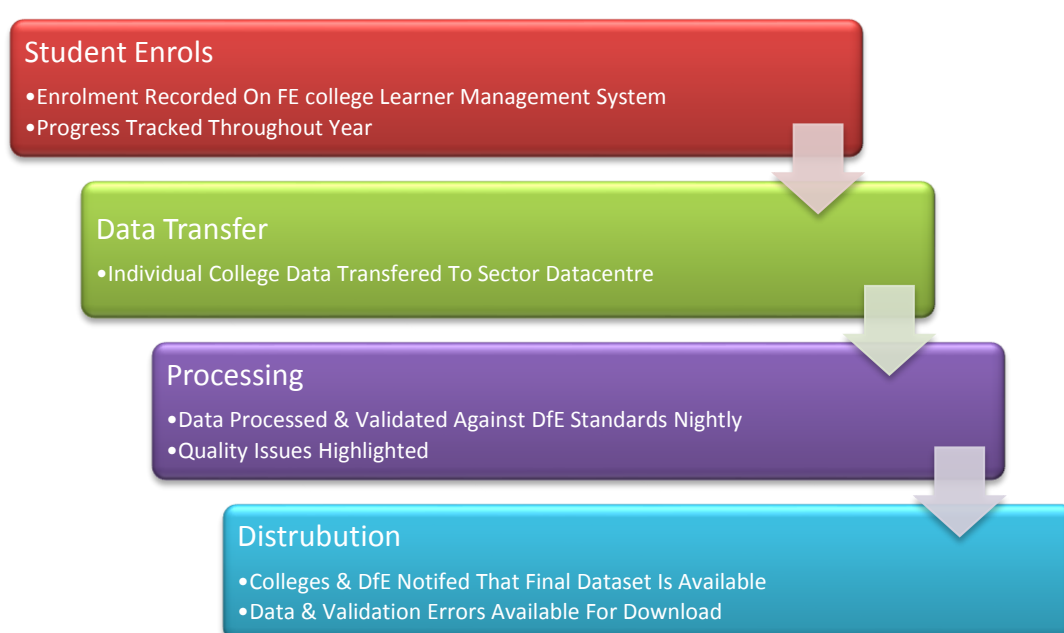 Student Enrols
•Enrolment Recorded On FE college Learner Management System
•Progress Tracked Throughout Year
Data Transfer
•Individual College Data Transfered To Sector Datacentre
Processing
•Data Processed & Validated Against DfE Standards Nightly
•Quality Issues Highlighted
Distrubution
•Colleges & DfE Notifed That Final Dataset Is Available
•Data & Validation Errors Available For Download